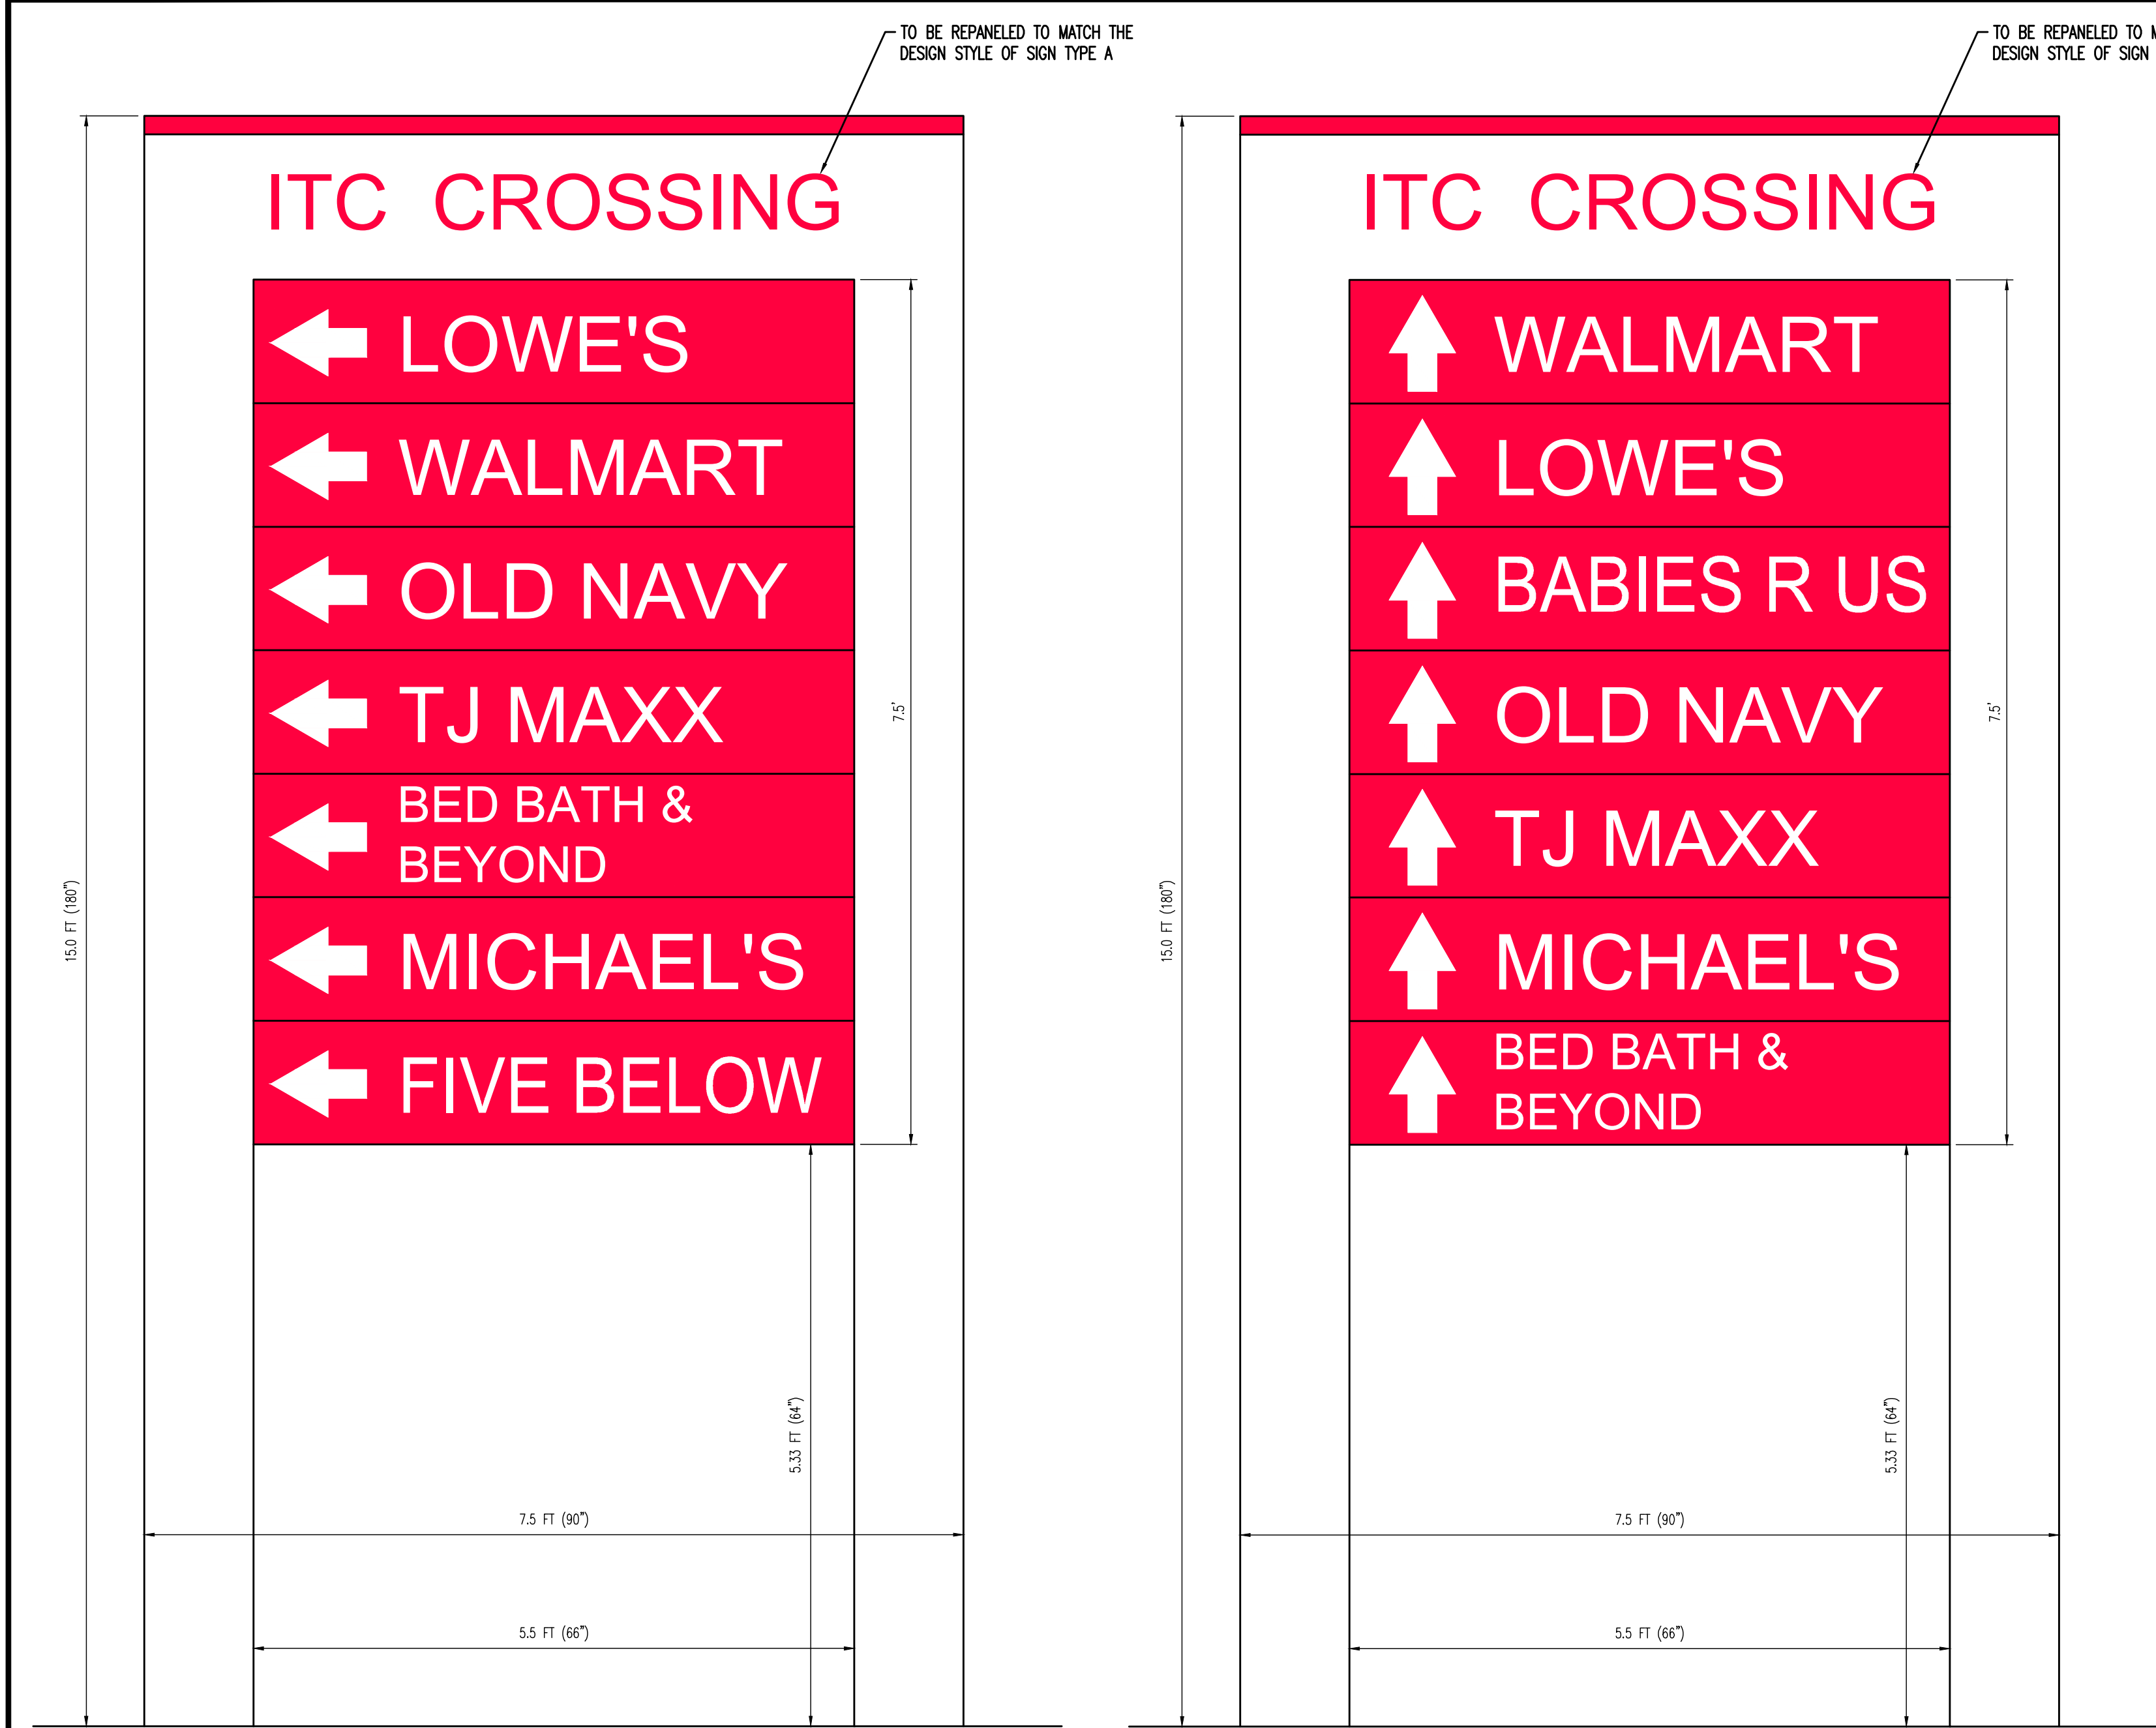 TO BE REPANELED TO MATCH THE
DESIGN STYLE OF SIGN TYPE A
ITC CROSSING
LOWE'S
WALMART
OLD NAVY
TJ MAXX
BED BATH &
BEYOND
MICHAEL'S
FIVE BELOW
7.5'
15.0 FT (180")
5.33 FT (64")
7.5 FT (90")
5.5 FT (66")
TO BE REPANELED TO
DESIGN STYLE OF SIGN
ITC CROSSING
WALMART
LOWE'S
BABIES R US
OLD NAVY
TJ MAXX
MICHAEL'S
BED BATH &
BEYOND
7.5'
15.0 FT (180")
5.33 FT (64")
7.5 FT (90")
5.5 FT (66")